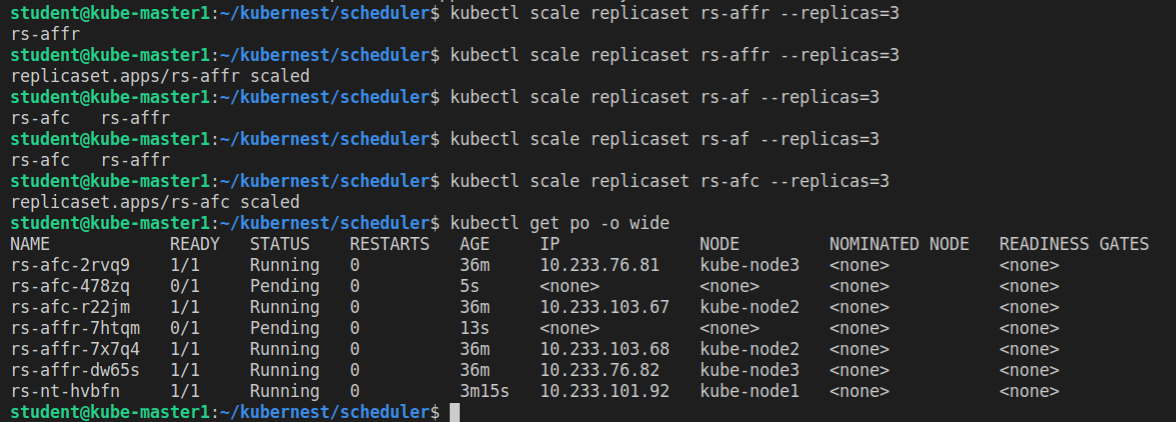 student@kube-master1:~/kubernest/scheduler$ kubectl scale replicaset rs-affr --replicas=3
rs-affr
student@kube-master1:~/kubernest/scheduler$ kubectl scale replicaset rs-affr --replicas=3
replicaset.apps/rs-affr scaled
student@kube-master1:~/kubernest/scheduler$ kubectl scale replicaset rs-af --replicas=3
rs-afc   rs-affr
student@kube-master1:~/kubernest/scheduler$ kubectl scale replicaset rs-af --replicas=3
rs-afc   rs-affr
student@kube-master1:~/kubernest/scheduler$ kubectl scale replicaset rs-afc --replicas=3
replicaset.apps/rs-afc scaled
student@kube-master1:~/kubernest/scheduler$ kubectl get po -o wide
NAME            READY   STATUS    RESTARTS   AGE     IP              NODE         NOMINATED NODE   READINESS GATES
rs-afc-2rvq9    1/1     Running   0          36m     10.233.76.81    kube-node3   <none>           <none>
rs-afc-478zq    0/1     Pending   0          5s      <none>          <none>       <none>           <none>
rs-afc-r22jm    1/1     Running   0          36m     10.233.103.67   kube-node2   <none>           <none>
rs-affr-7htqm   0/1     Pending   0          13s     <none>          <none>       <none>           <none>
rs-affr-7x7q4   1/1     Running   0          36m     10.233.103.68   kube-node2   <none>           <none>
rs-affr-dw65s   1/1     Running   0          36m     10.233.76.82    kube-node3   <none>           <none>
rs-nt-hvbfn     1/1     Running   0          3m15s   10.233.101.92   kube-node1   <none>           <none>
student@kube-master1:~/kubernest/scheduler$